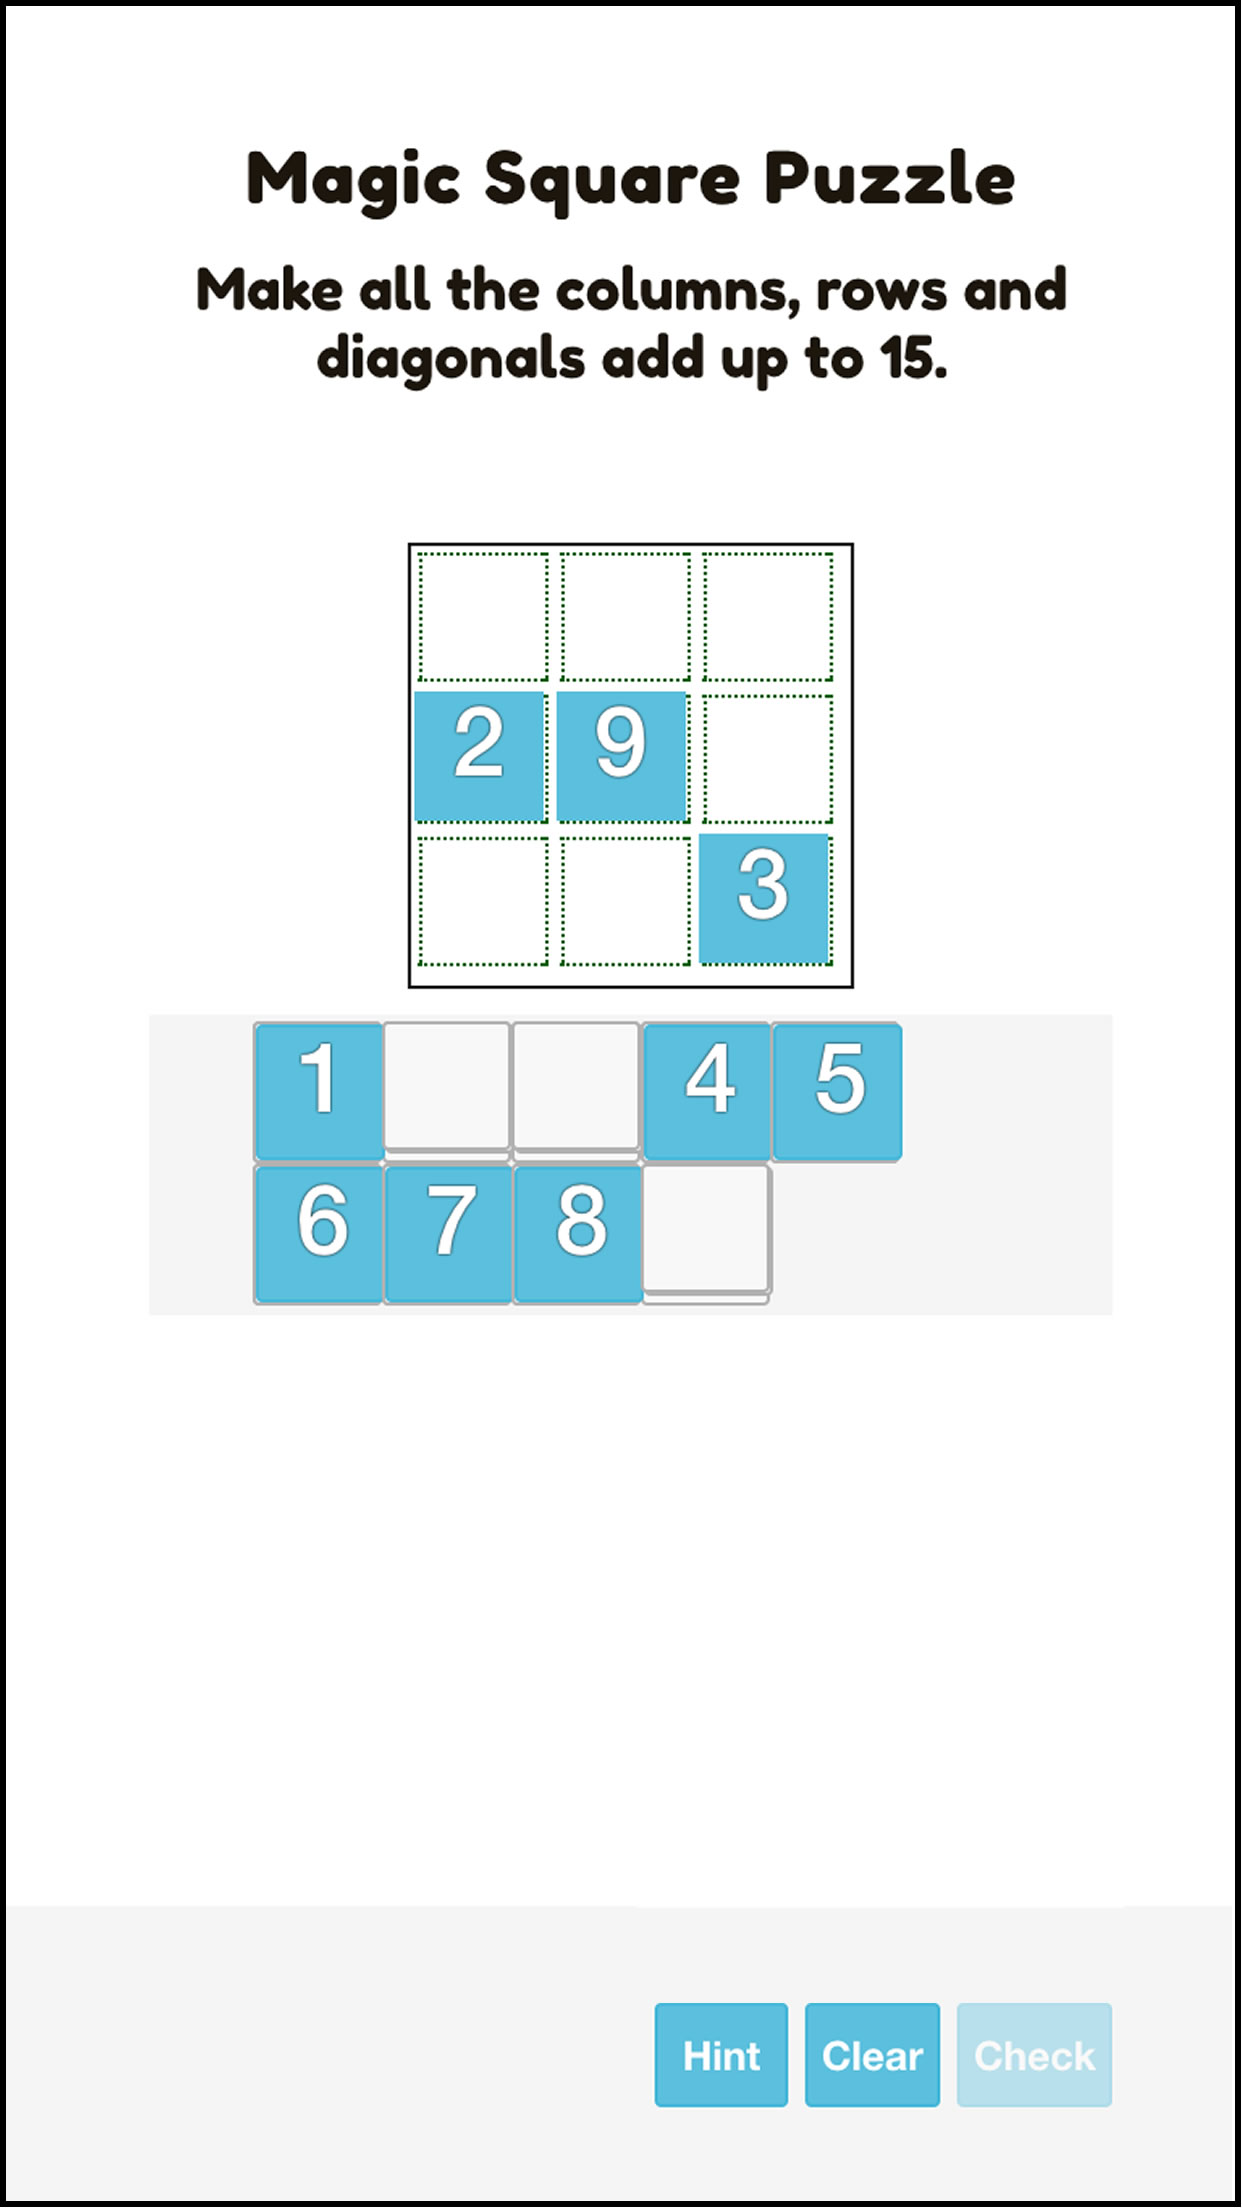 Magic Square Puzzle
Make all the columns, rows and
diagonals add up to 15.
2 9
3
1 4 5
6 7 8
Hint Clear Check